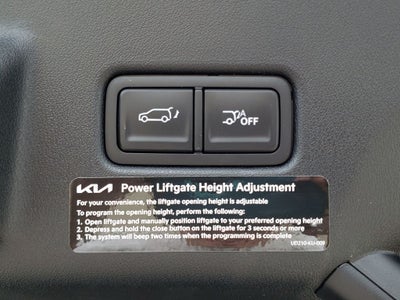 A
OFF
KIA Power Liftgate Height Adjustment
For your convenience, the liftgate opening height is adjustable
To program the opening height, perform the following:
1. Open liftgate and manually position liftgate to your preferred opening height
2. Depress and hold the close button on the liftgate for 3 seconds or more
3. The system will beep two times when the programming is complete
UD210-KU-009